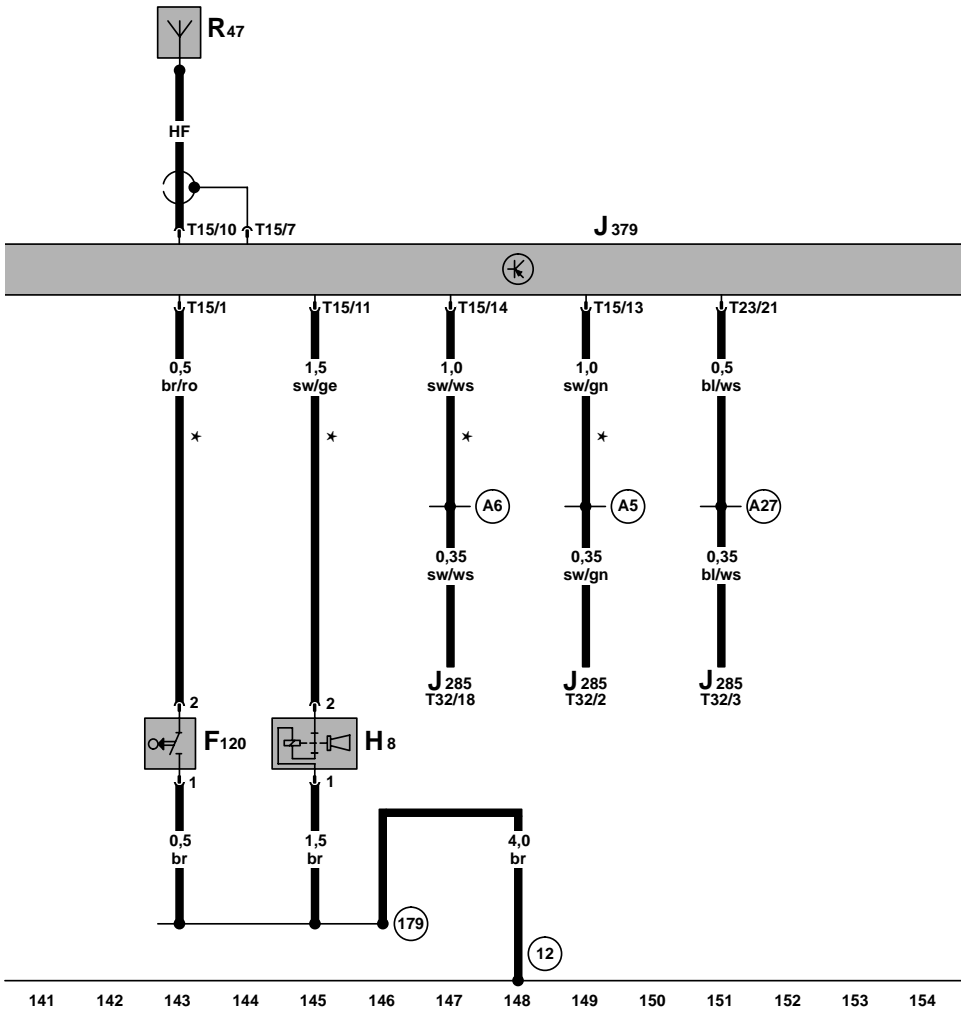 R47
HF
T15/10 T15/7
J379
T15/1 T15/11 T15/14 T15/13 T23/21
0,5 1,5 1,0 1,0 0,5
br/ro sw/ge sw/ws sw/gn bl/ws
* * * *
A6 A5 A27
0,35 0,35 0,35
sw/ws sw/gn bl/ws
J285 J285 J285
T32/18 T32/2 T32/3
2 2
F120 H8
1 1
0,5 1,5 4,0
br br br
179
12
141 142 143 144 145 146 147 148 149 150 151 152 153 154